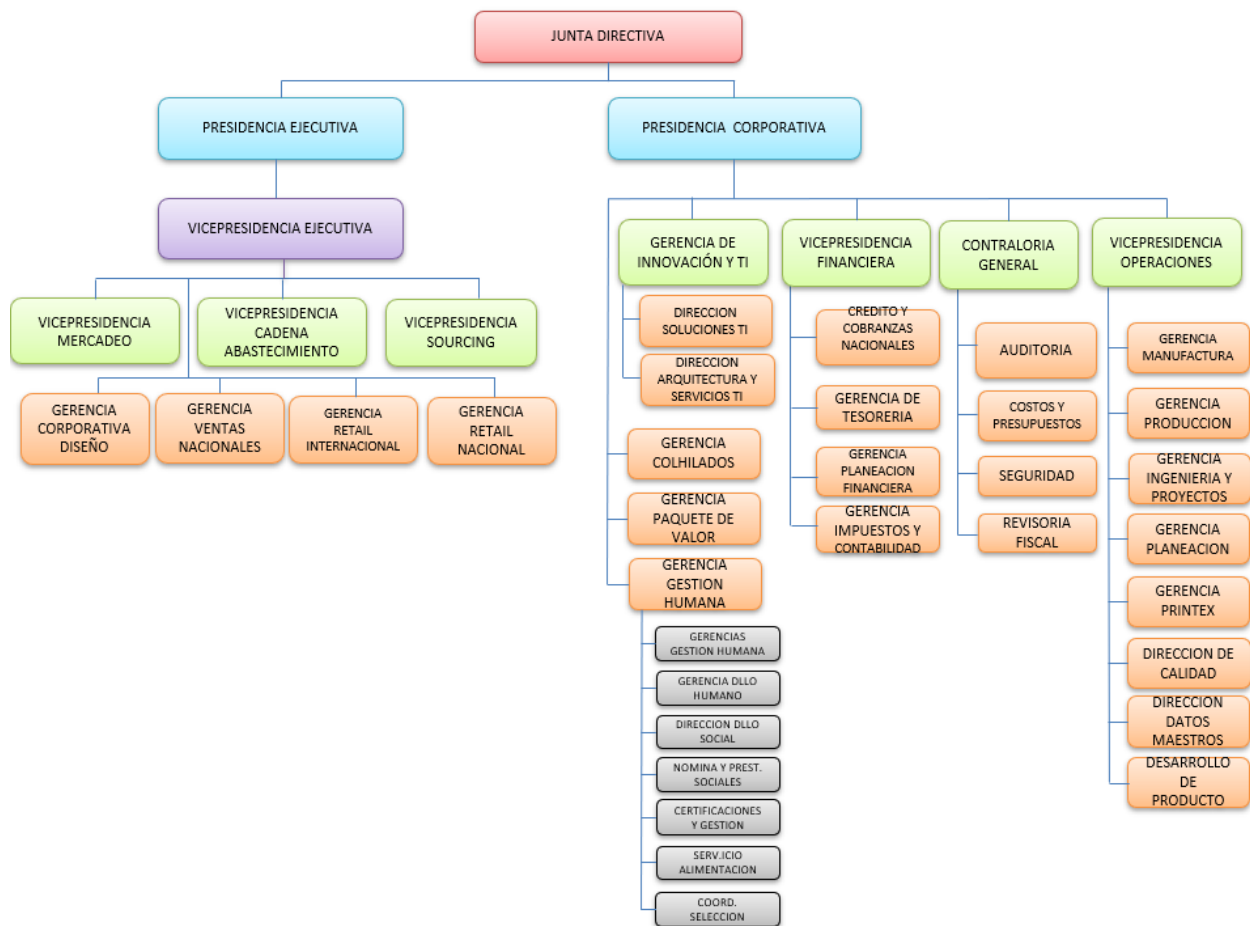 JUNTA DIRECTIVA
PRESIDENCIA EJECUTIVA
PRESIDENCIA CORPORATIVA
VICEPRESIDENCIA EJECUTIVA
VICEPRESIDENCIA
MERCADEO
VICEPRESIDENCIA
CADENA
ABASTECIMIENTO
VICEPRESIDENCIA
SOURCING
GERENCIA
CORPORATIVA
DISEÑO
GERENCIA
VENTAS
NACIONALES
GERENCIA
RETAIL
INTERNACIONAL
GERENCIA
RETAIL
NACIONAL
GERENCIA DE
INNOVACIÓN Y TI
DIRECCION
SOLUCIONES TI
DIRECCION
ARQUITECTURA Y
SERVICIOS TI
GERENCIA
COLHILADOS
GERENCIA
PAQUETE DE
VALOR
GERENCIA
GESTION
HUMANA
GERENCIAS
GESTION HUMANA
GERENCIA DLLO
HUMANO
DIRECCION DLLO
SOCIAL
NOMINA Y PREST.
SOCIALES
CERTIFICACIONES
Y GESTION
SERV.ICIO
ALIMENTACION
COORD.
SELECCION
VICEPRESIDENCIA
FINANCIERA
CREDITO Y
COBRANZAS
NACIONALES
GERENCIA DE
TESORERIA
GERENCIA
PLANEACION
FINANCIERA
GERENCIA
IMPUESTOS Y
CONTABILIDAD
CONTRALORIA
GENERAL
AUDITORIA
COSTOS Y
PRESUPUESTOS
SEGURIDAD
REVISORIA
FISCAL
VICEPRESIDENCIA
OPERACIONES
GERENCIA
MANUFACTURA
GERENCIA
PRODUCCION
GERENCIA
INGENIERIA Y
PROYECTOS
GERENCIA
PLANEACION
GERENCIA
PRINTEX
DIRECCION DE
CALIDAD
DIRECCION
DATOS
MAESTROS
DESARROLLO
DE
PRODUCTO